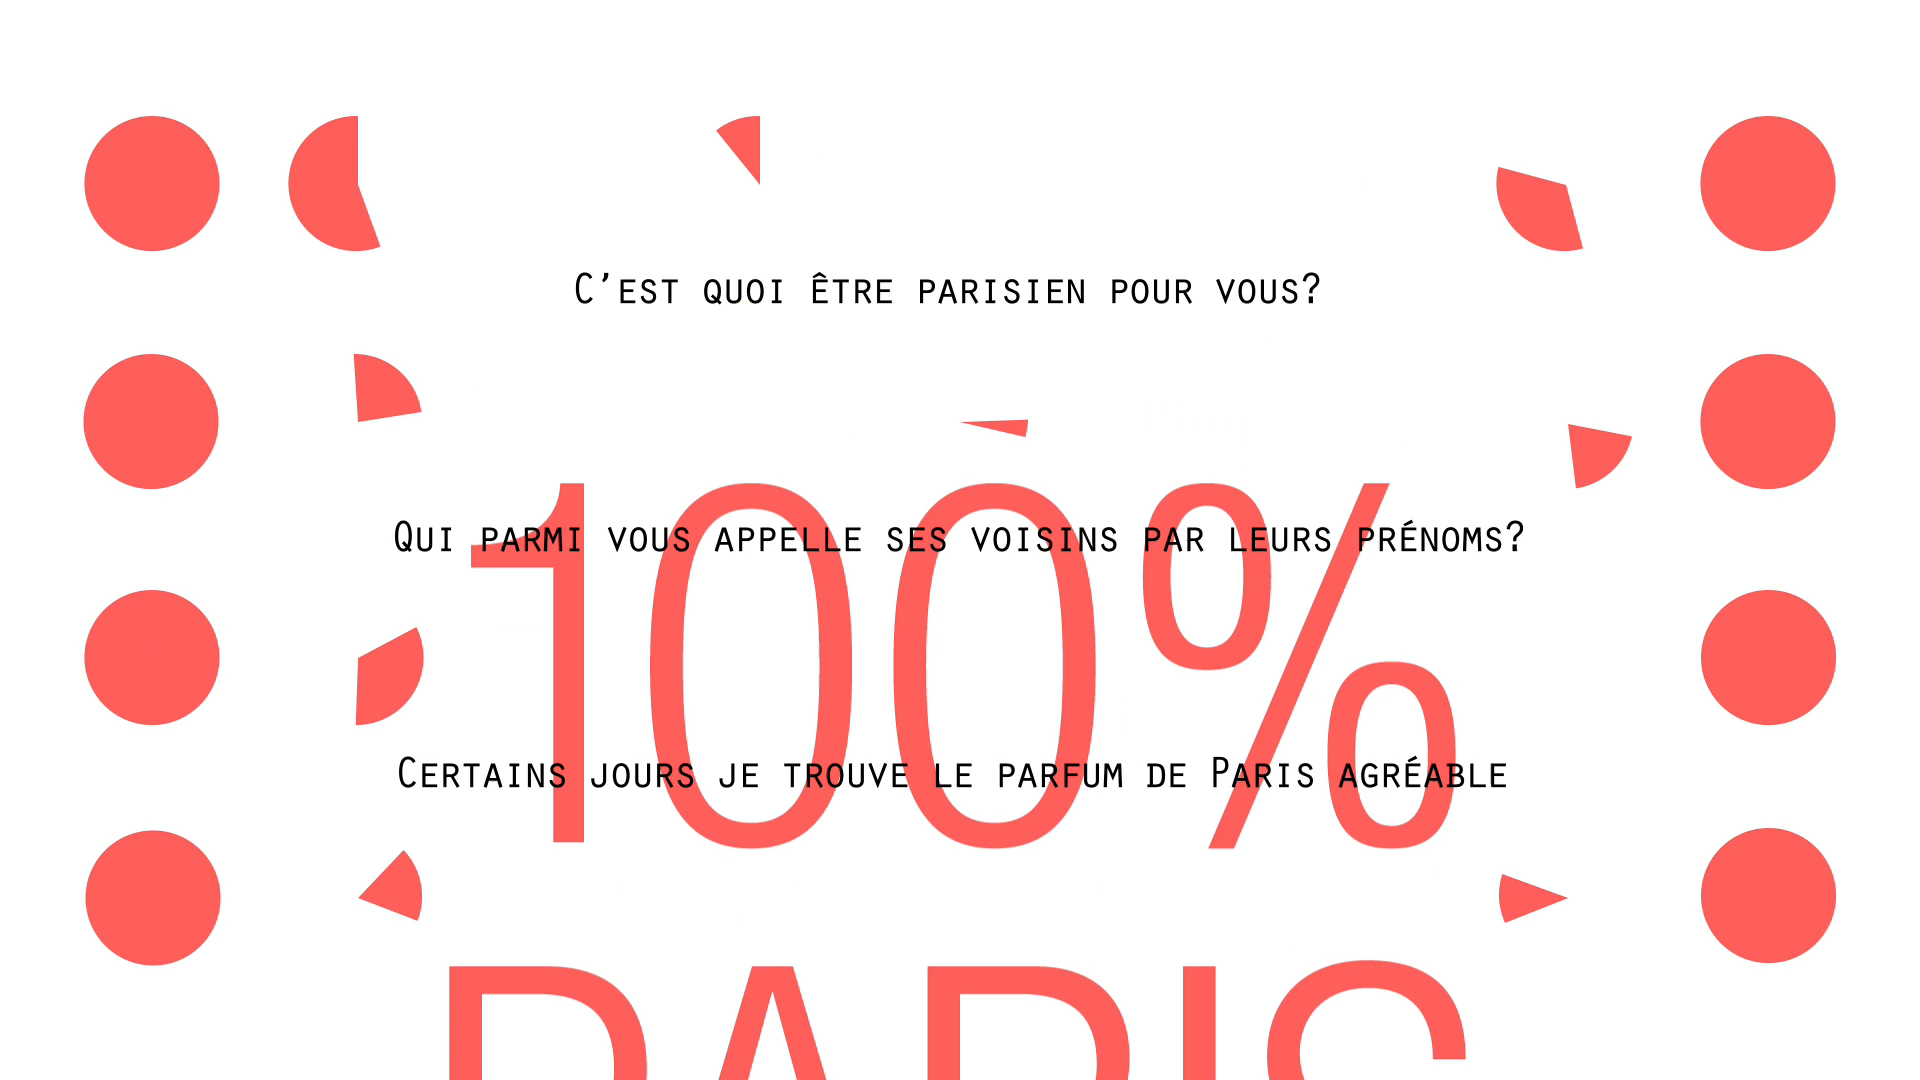 C’est quoi être parisien pour vous?
100%
Qui parmi vous appelle ses voisins par leurs prénoms?
Certains jours je trouve le parfum de Paris agréable
PARIS